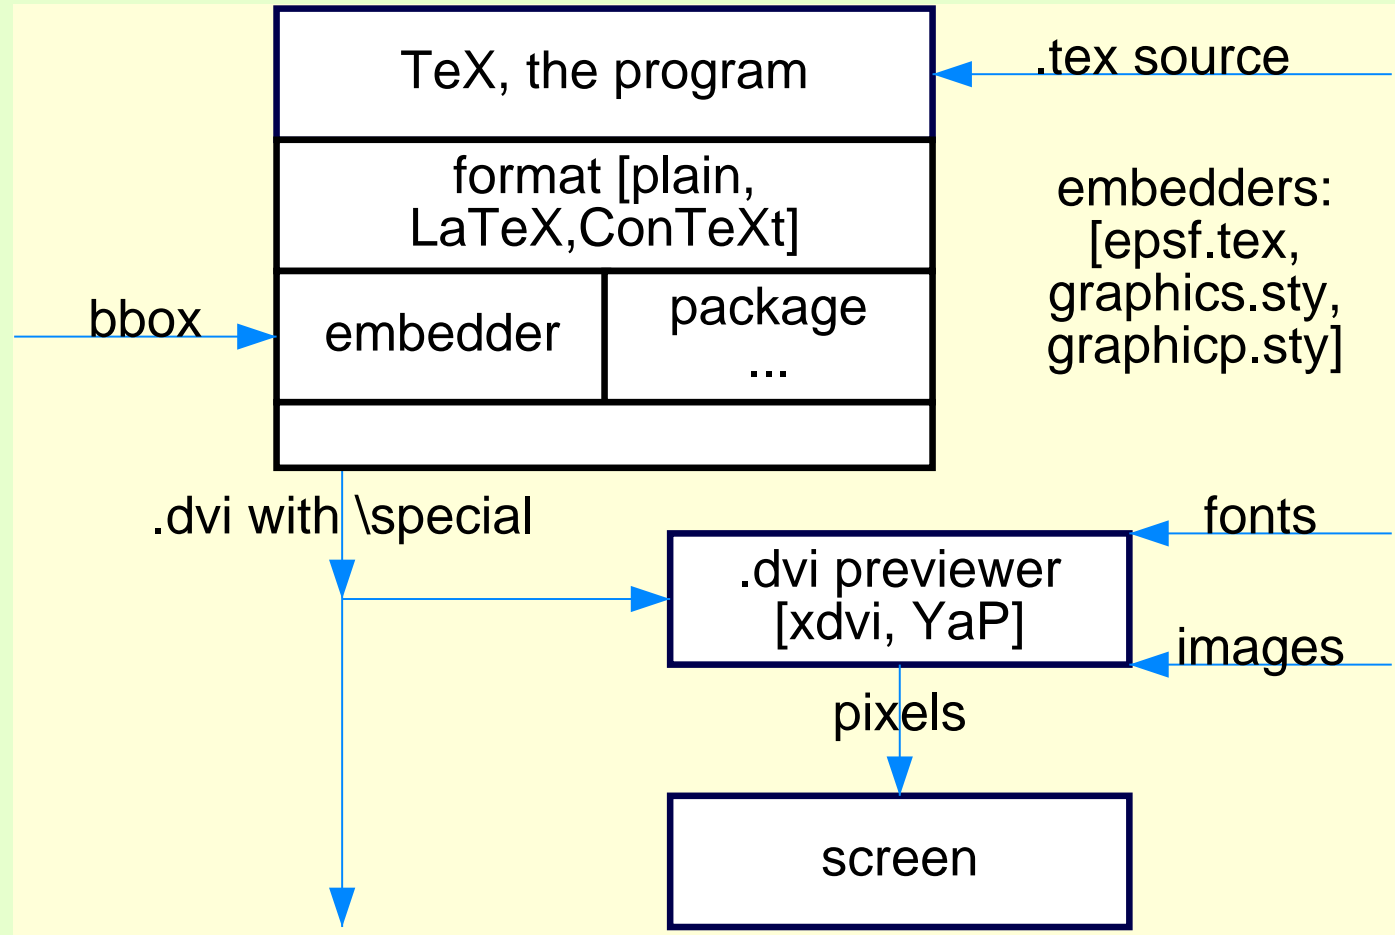 TeX, the program
.tex source
format [plain,
LaTeX,ConTeXt]
embedders:
[epsf.tex,
graphics.sty,
graphicp.sty]
bbox
embedder
package
...
.dvi with \special
fonts
.dvi previewer
[xdvi, YaP]
images
pixels
screen